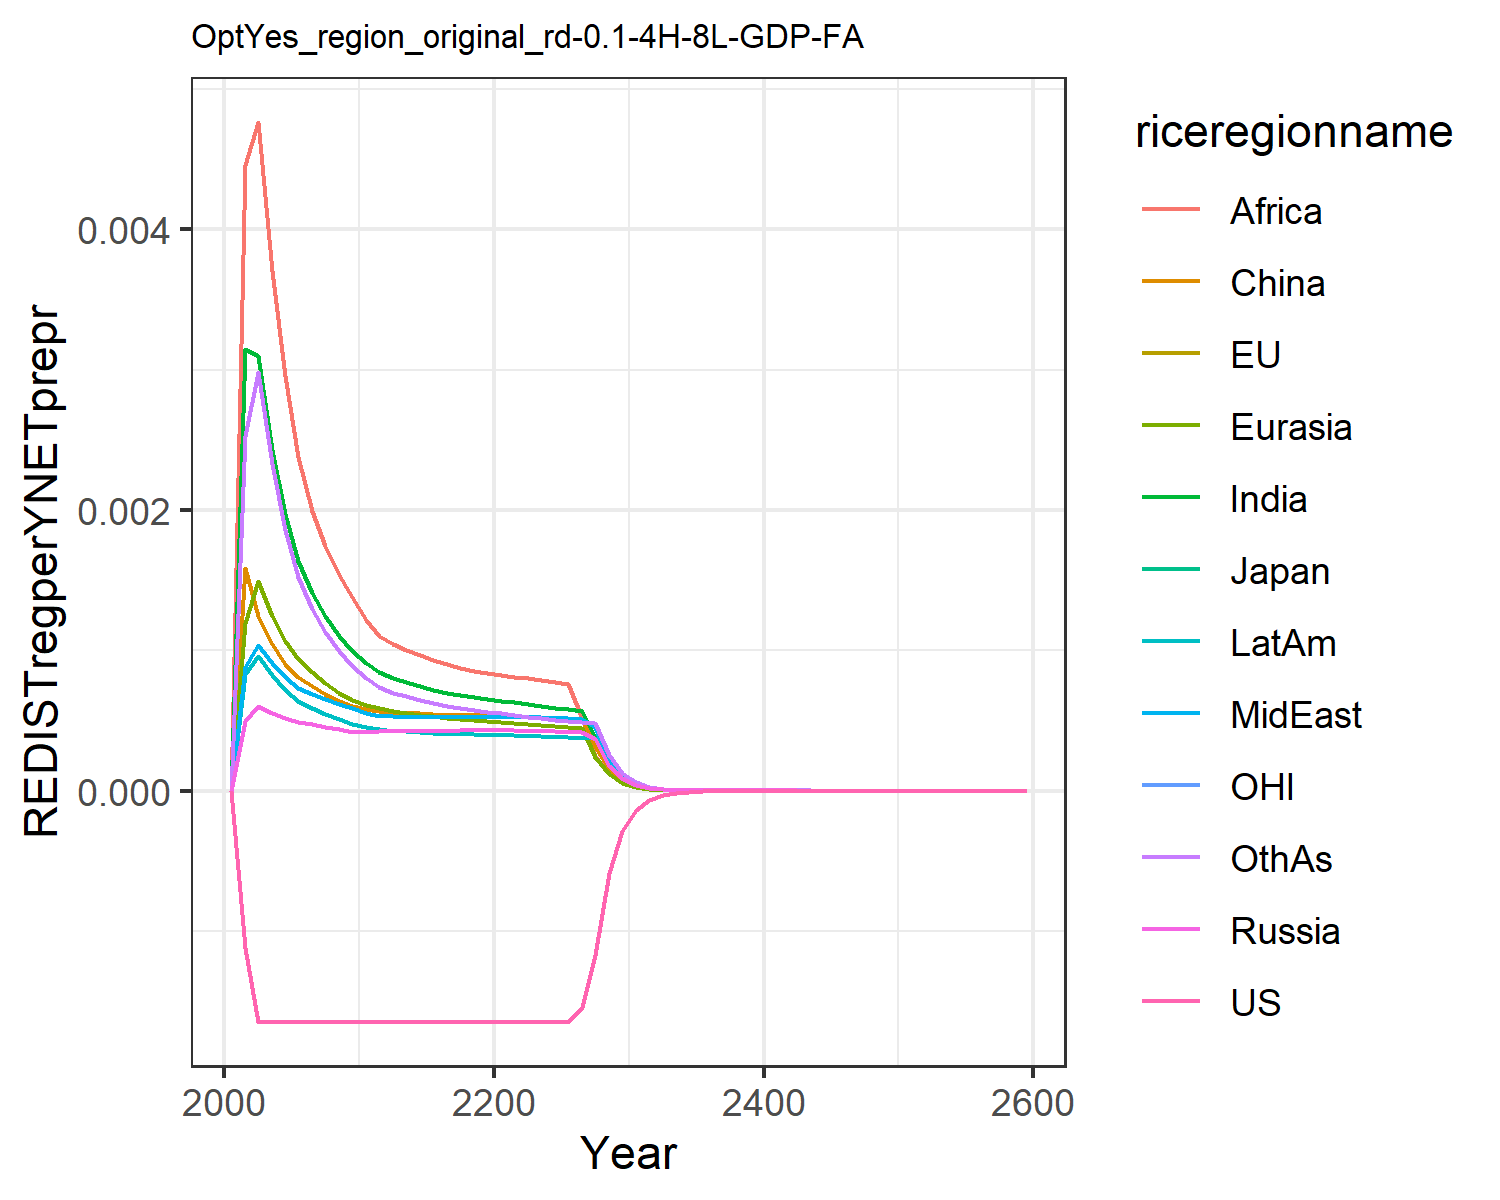 OptYes_region_original_rd-0.1-4H-8L-GDP-FA
REDISTregperYNETprepr
0.004
0.002
0.000
2000
2200
2400
2600
Year
riceregionname
Africa
China
EU
Eurasia
India
Japan
LatAm
MidEast
OHI
OthAs
Russia
US